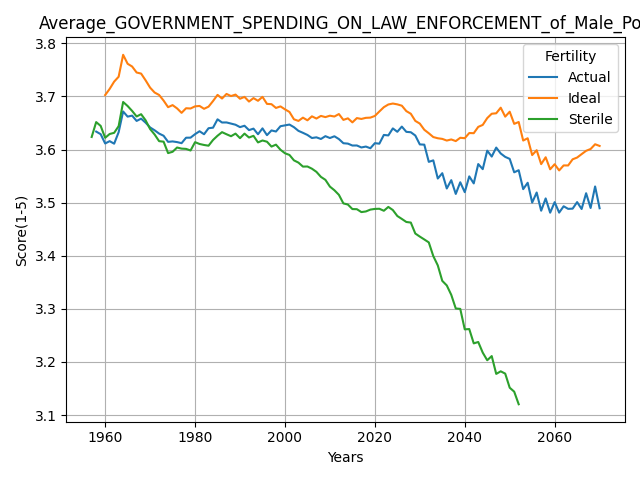 Average_GOVERNMENT_SPENDING_ON_LAW_ENFORCEMENT_of_Male_Po
3.8
3.7
3.6
3.5
3.4
3.3
3.2
3.1
Score(1-5)
Fertility
Actual
Ideal
Sterile
1960 1980 2000 2020 2040 2060
Years